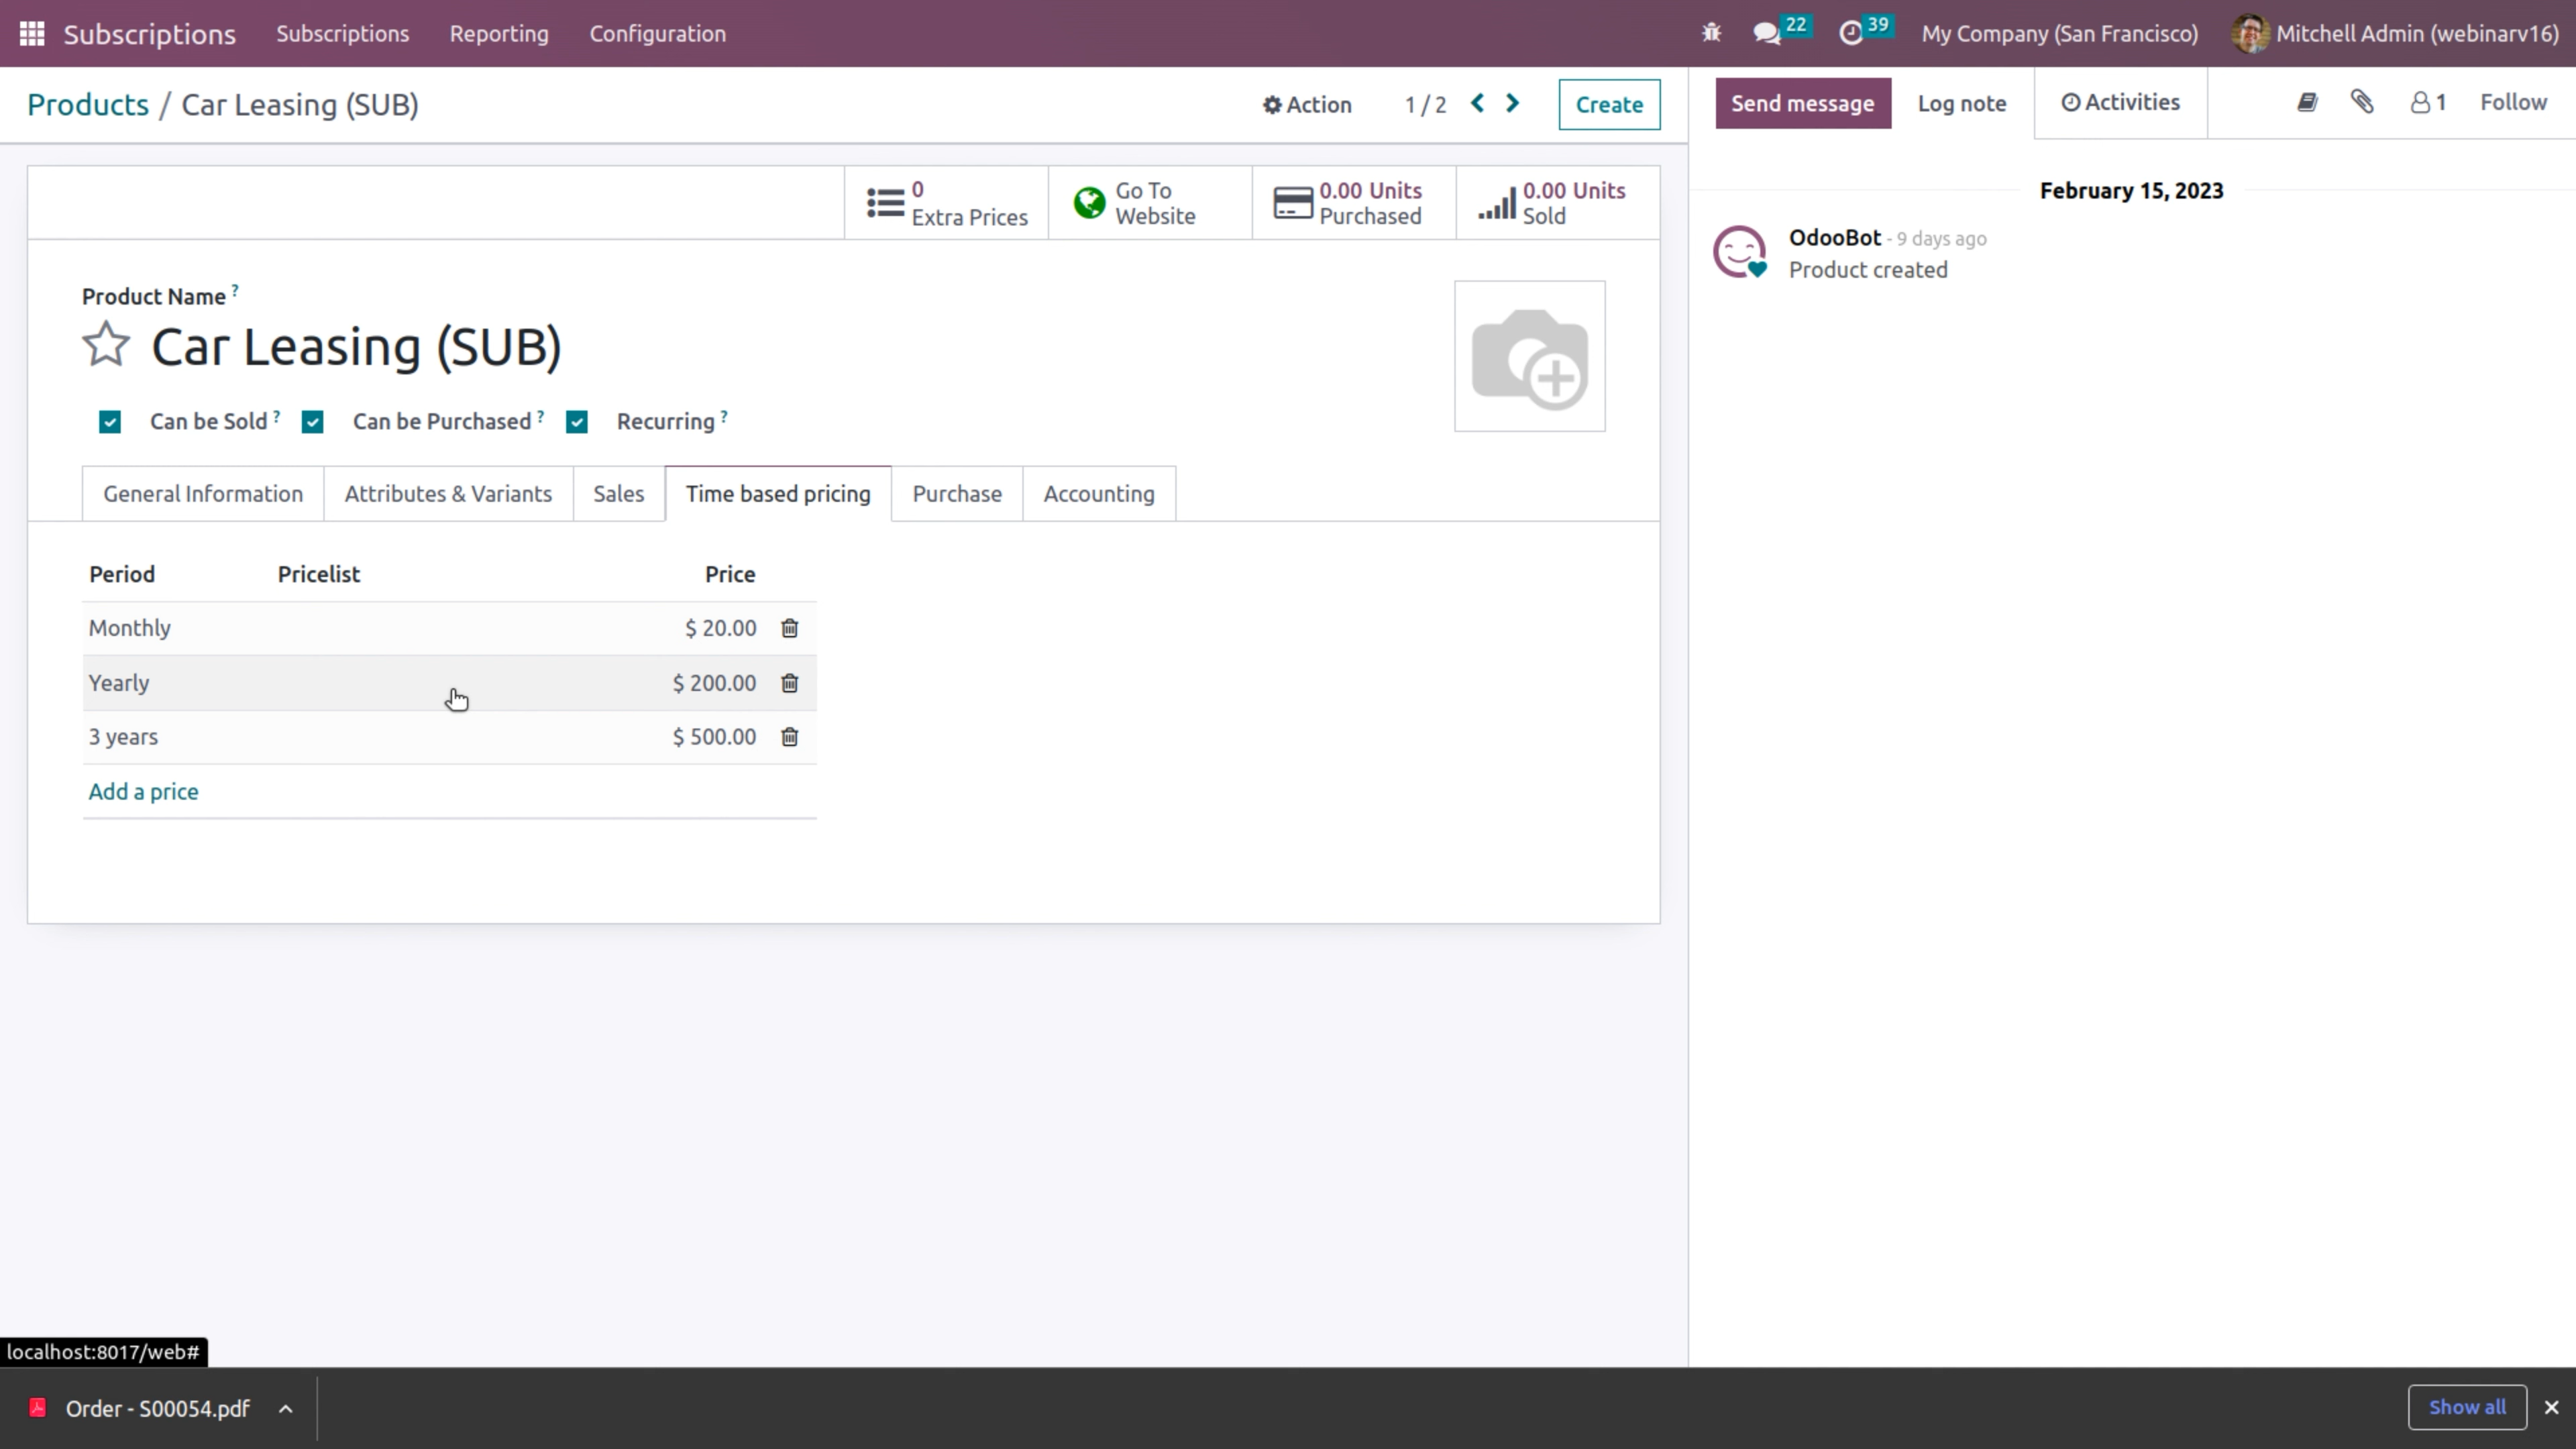 Subscriptions Subscriptions Reporting Configuration 22 39 My Company (San Francisco) Mitchell Admin (webinarv16)
Products / Car Leasing (SUB) Action 1 / 2 Create
Send message Log note Activities 1 Follow
0 Extra Prices
Go To Website
0.00 Units Purchased
0.00 Units Sold
February 15, 2023
OdooBot - 9 days ago
Product created
Product Name ?
Car Leasing (SUB)
Can be Sold ? Can be Purchased ? Recurring ?
General Information Attributes & Variants Sales Time based pricing Purchase Accounting
Period Pricelist Price
Monthly $ 20.00
Yearly $ 200.00
3 years $ 500.00
Add a price
localhost:8017/web#
Order - S00054.pdf Show all